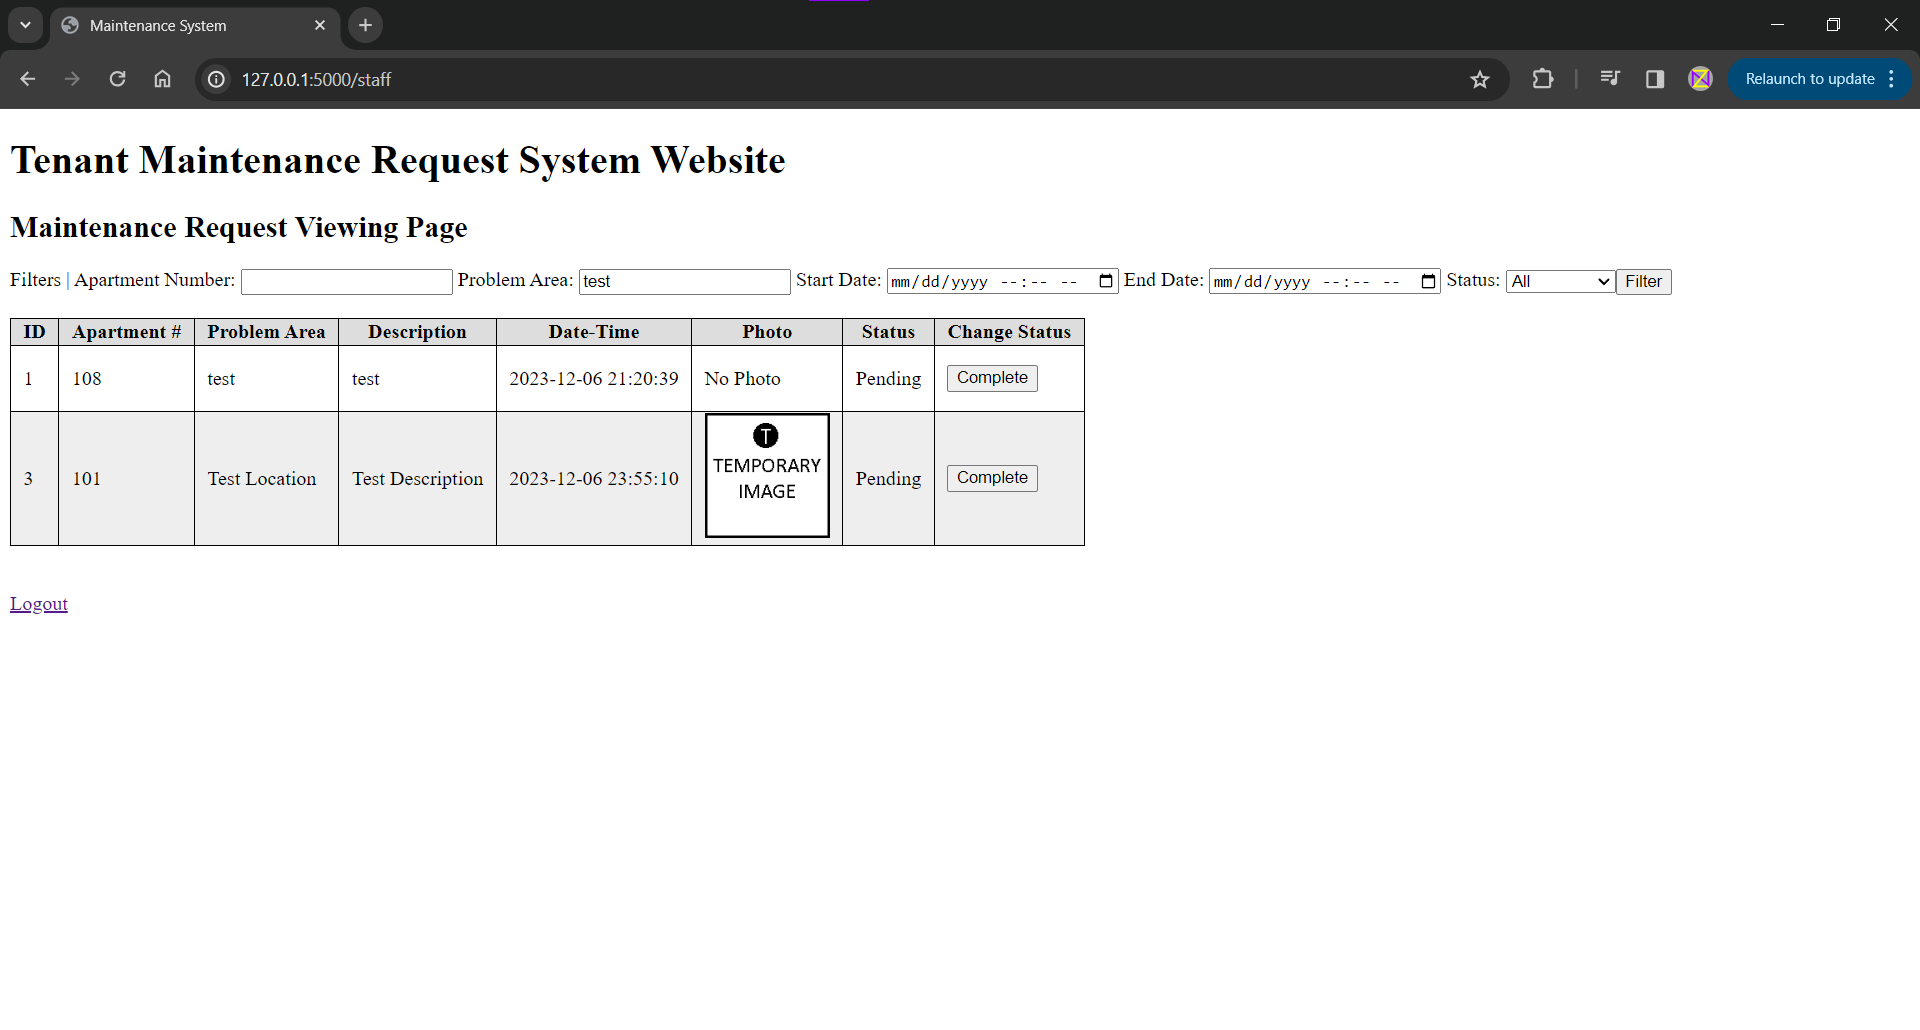 Maintenance System
127.0.0.1:5000/staff
Relaunch to update
Tenant Maintenance Request System Website
Maintenance Request Viewing Page
Filters | Apartment Number: Problem Area: test Start Date: mm/dd/yyyy --:-- -- End Date: mm/dd/yyyy --:-- -- Status: All Filter
ID Apartment # Problem Area Description Date-Time Photo Status Change Status
1 108 test test 2023-12-06 21:20:39 No Photo Pending Complete
T
TEMPORARY
IMAGE
3 101 Test Location Test Description 2023-12-06 23:55:10 Pending Complete
Logout